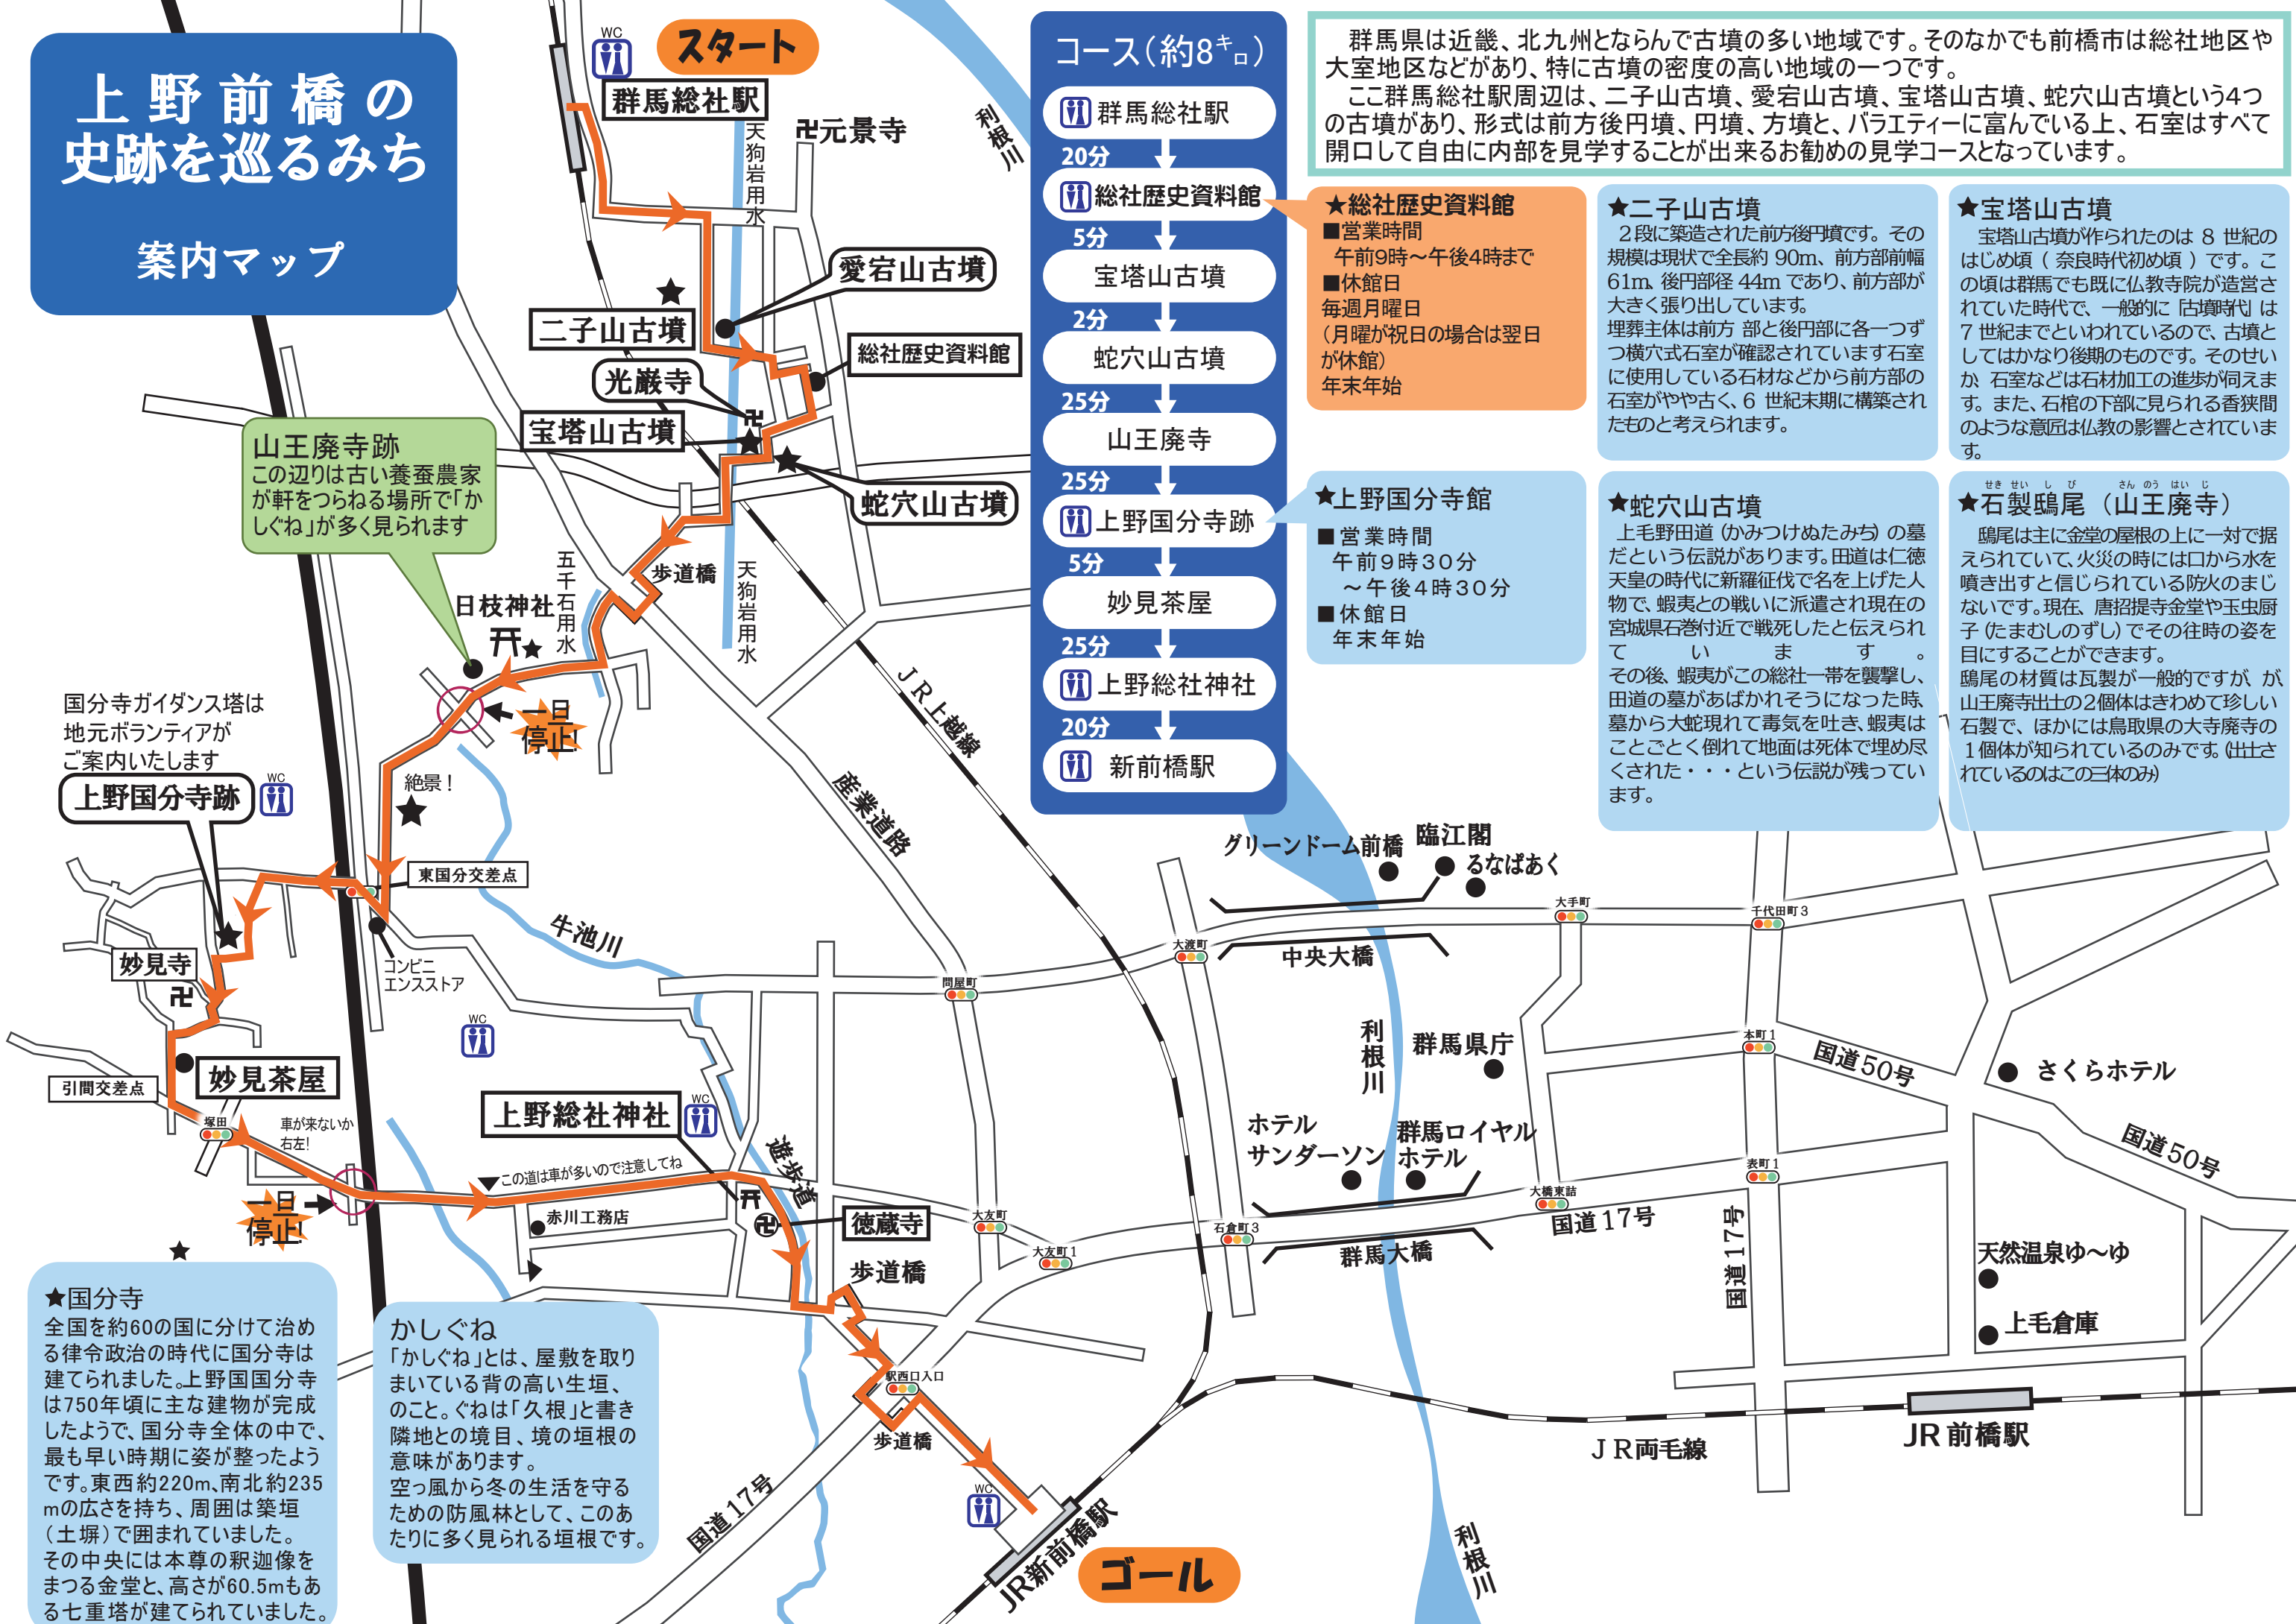 上野前橋の
史跡を巡るみち
案内マップ
WC
スタート
群馬総社駅
卍元景寺
利根川
天狗岩用水
愛宕山古墳
二子山古墳
総社歴史資料館
光厳寺
卍
宝塔山古墳
蛇穴山古墳
山王廃寺跡
この辺りは古い養蚕農家
が軒をつらねる場所で「か
しぐね」が多く見られます
歩道橋
天狗岩用水
五千石用水
日枝神社
JR上越線
一旦
停止!
国分寺ガイダンス塔は
地元ボランティアが
ご案内いたします
上野国分寺跡
WC
絶景!
産業道路
東国分交差点
牛池川
コンビニ
エンスストア
妙見寺
卍
WC
妙見茶屋
引間交差点
塚田
車が来ないか
右左!
一旦
停止!
上野総社神社
WC
遊歩道
この道は車が多いので注意してね
赤川工務店
卍
徳蔵寺
歩道橋
問屋町
大友町
大友町1
駅西口入口
歩道橋
国道17号
WC
JR新前橋駅
ゴール
コース(約8キロ)
群馬総社駅
20分
総社歴史資料館
5分
宝塔山古墳
2分
蛇穴山古墳
25分
山王廃寺
25分
上野国分寺跡
5分
妙見茶屋
25分
上野総社神社
20分
新前橋駅
群馬県は近畿、北九州とならんで古墳の多い地域です。そのなかでも前橋市は総社地区や
大室地区などがあり、特に古墳の密度の高い地域の一つです。
ここ群馬総社駅周辺は、二子山古墳、愛宕山古墳、宝塔山古墳、蛇穴山古墳という4つ
の古墳があり、形式は前方後円墳、円墳、方墳と、バラエティーに富んでいる上、石室はすべて
開口して自由に内部を見学することが出来るお勧めの見学コースとなっています。
★総社歴史資料館
■営業時間
午前9時～午後4時まで
■休館日
毎週月曜日
(月曜が祝日の場合は翌日
が休館)
年末年始
★二子山古墳
2段に築造された前方後円墳です。その
規模は現状で全長約 90m、前方部前幅
61m、後円部径 44m であり、前方部が
大きく張り出しています。
埋葬主体は前方 部と後円部に各一つず
つ横穴式石室が確認されています石室
に使用している石材などから前方部の
石室がやや古く、6 世紀末期に構築され
たものと考えられます。
★宝塔山古墳
宝塔山古墳が作られたのは 8 世紀の
はじめ頃( 奈良時代初め頃 )です。こ
の頃は群馬でも既に仏教寺院が造営さ
れていた時代で、一般的に「古墳時代」は
7 世紀までといわれているので、古墳と
してはかなり後期のものです。そのせい
か、石室などは石材加工の進歩が伺えま
す。また、石棺の下部に見られる香狭間
のような意匠は仏教の影響とされていま
す。
★上野国分寺館
■営業時間
午前9時30分
～午後4時30分
■休館日
年末年始
★蛇穴山古墳
上毛野田道(かみつけぬたみち)の墓
だという伝説があります。田道は仁徳
天皇の時代に新羅征伐で名を上げた人
物で、蝦夷との戦いに派遣され現在の
宮城県石巻付近で戦死したと伝えられ
ています。
その後、蝦夷がこの総社一帯を襲撃し、
田道の墓があばかれそうになった時、
墓から大蛇現れて毒気を吐き、蝦夷は
ことごとく倒れて地面は死体で埋め尽
くされた・・・という伝説が残ってい
ます。
せき せい し び さん のう はい じ
★石製鴟尾(山王廃寺)
鴟尾は主に金堂の屋根の上に一対で据
えられていて、火災の時には口から水を
噴き出すと信じられている防火のまじ
ないです。現在、唐招提寺金堂や玉虫厨
子(たまむしのずし)でその往時の姿を
目にすることができます。
鴟尾の材質は瓦製が一般的ですが、が、
山王廃寺出土の2個体はきわめて珍しい
石製で、ほかには鳥取県の大寺廃寺の
1個体が知られているのみです。(出土さ
れているのはこの三体のみ)
グリーンドーム前橋
臨江閣
るなぱあく
大手町
千代田町3
大渡町
中央大橋
利根川
群馬県庁
本町1
国道50号
さくらホテル
ホテル
サンダーソン
群馬ロイヤル
ホテル
表町1
国道50号
大橋東詰
国道17号
石倉町3
群馬大橋
国道17号
天然温泉ゆ～ゆ
上毛倉庫
JR両毛線
JR前橋駅
利根川
★国分寺
全国を約60の国に分けて治め
る律令政治の時代に国分寺は
建てられました。上野国国分寺
は750年頃に主な建物が完成
したようで、国分寺全体の中で、
最も早い時期に姿が整ったよう
です。東西約220m、南北約235
mの広さを持ち、周囲は築垣
(土塀)で囲まれていました。
その中央には本尊の釈迦像を
まつる金堂と、高さが60.5mもあ
る七重塔が建てられていました。
かしぐね
「かしぐね」とは、屋敷を取り
まいている背の高い生垣、
のこと。ぐねは「久根」と書き
隣地との境目、境の垣根の
意味があります。
空っ風から冬の生活を守る
ための防風林として、このあ
たりに多く見られる垣根です。